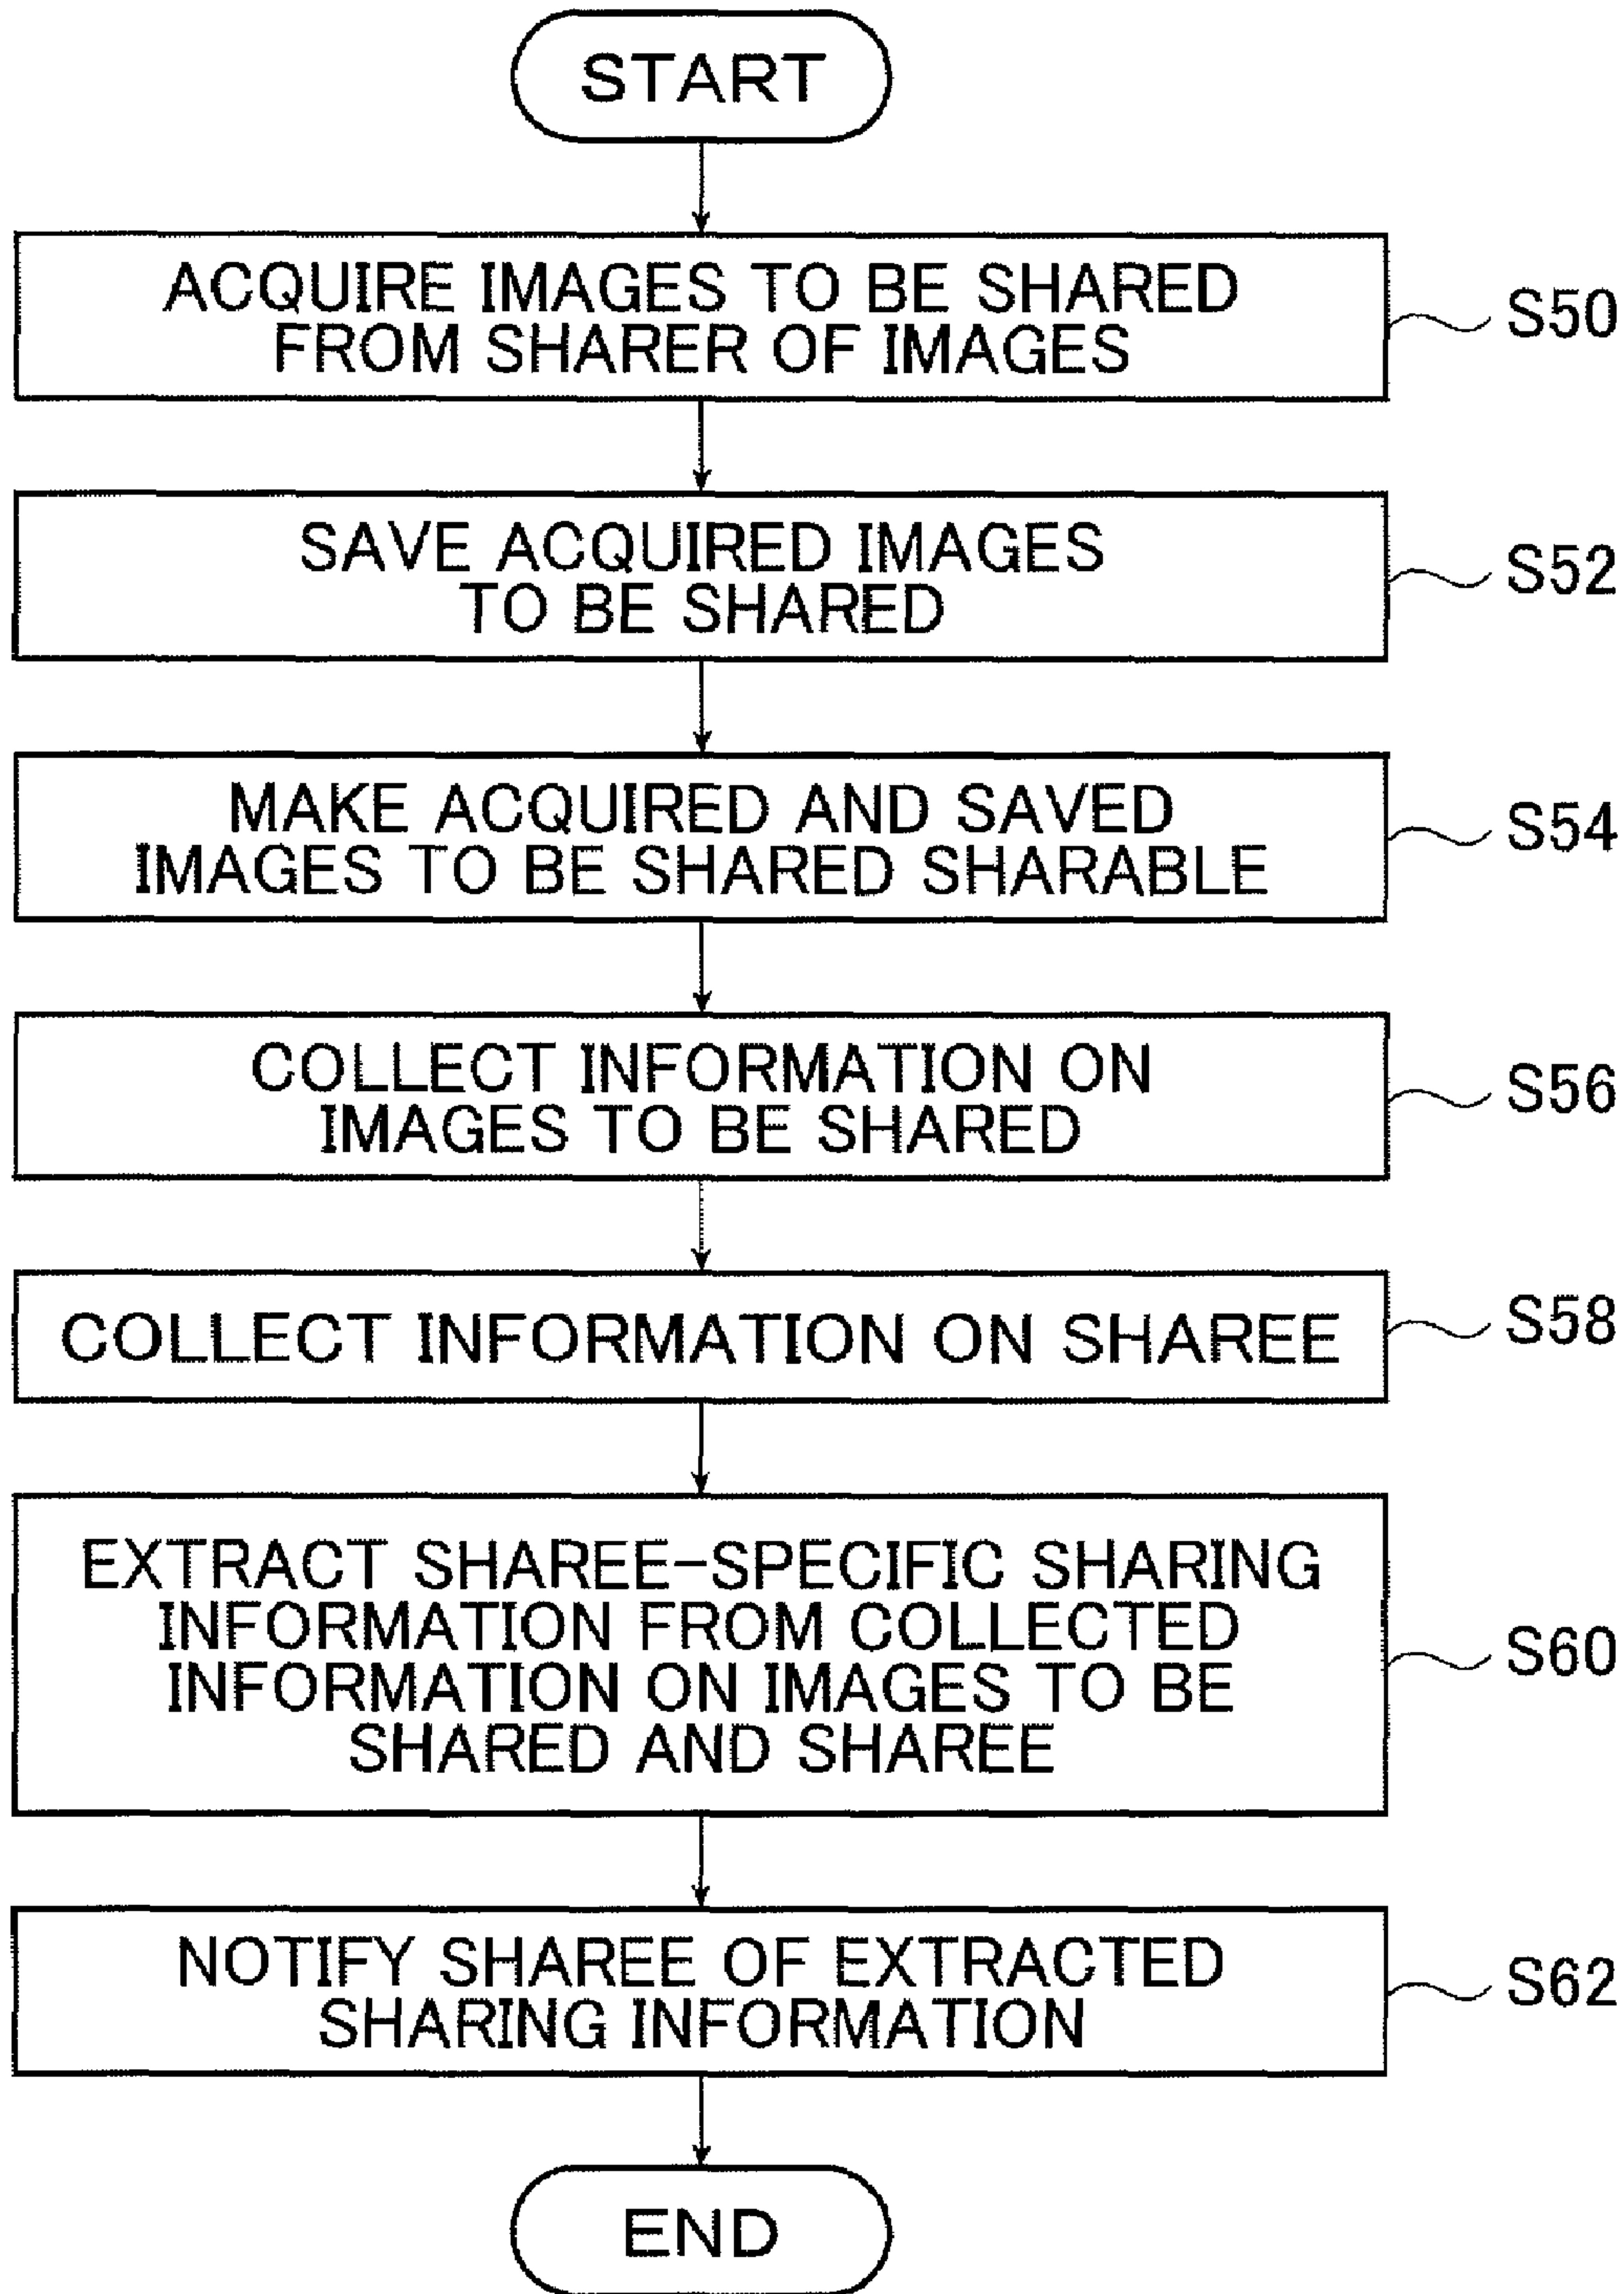 START
ACQUIRE IMAGES TO BE SHARED
FROM SHARER OF IMAGES
S50
SAVE ACQUIRED IMAGES
TO BE SHARED
S52
MAKE ACQUIRED AND SAVED
IMAGES TO BE SHARED SHARABLE
S54
COLLECT INFORMATION ON
IMAGES TO BE SHARED
S56
COLLECT INFORMATION ON SHAREE
S58
EXTRACT SHAREE-SPECIFIC SHARING
INFORMATION FROM COLLECTED
INFORMATION ON IMAGES TO BE
SHARED AND SHAREE
S60
NOTIFY SHAREE OF EXTRACTED
SHARING INFORMATION
S62
END